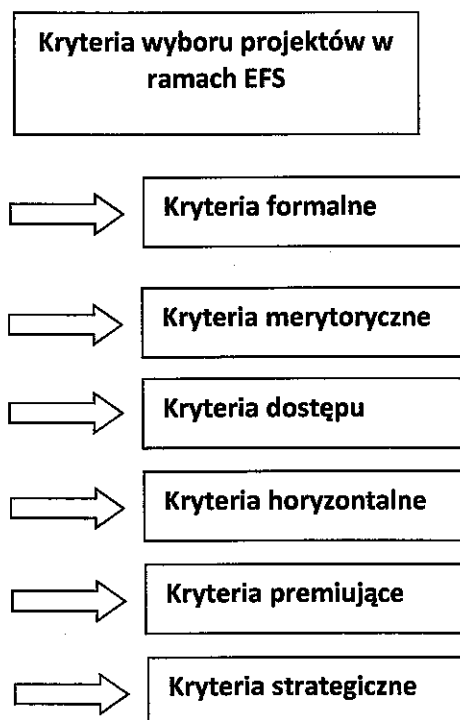 Kryteria wyboru projektów w
ramach EFS
Kryteria formalne
Kryteria merytoryczne
Kryteria dostępu
Kryteria horyzontalne
Kryteria premiujące
Kryteria strategiczne